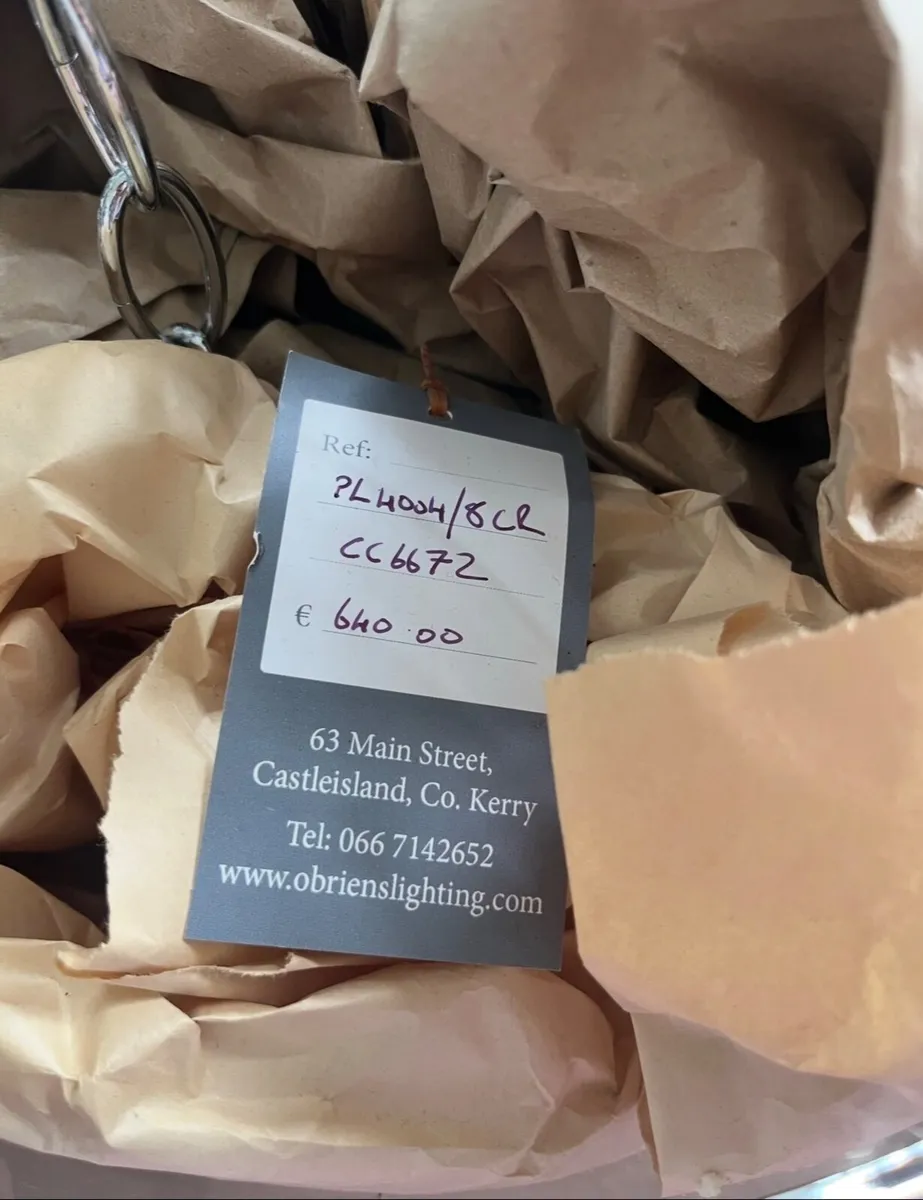 Ref:
PL4004/8CR
CC6672
€ 640.00
63 Main Street,
Castleisland, Co. Kerry
Tel: 066 7142652
www.obrienslighting.com